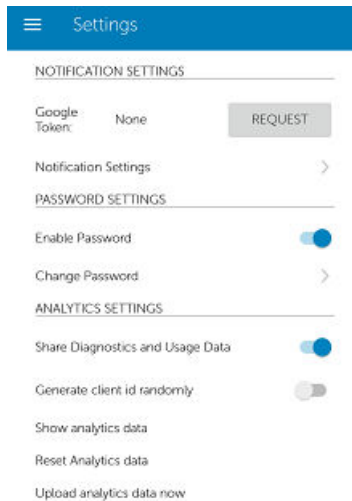 Settings
NOTIFICATION SETTINGS
Google
Token:
None
REQUEST
Notification Settings
PASSWORD SETTINGS
Enable Password
Change Password
ANALYTICS SETTINGS
Share Diagnostics and Usage Data
Generate client id randomly
Show analytics data
Reset Analytics data
Upload analytics data now